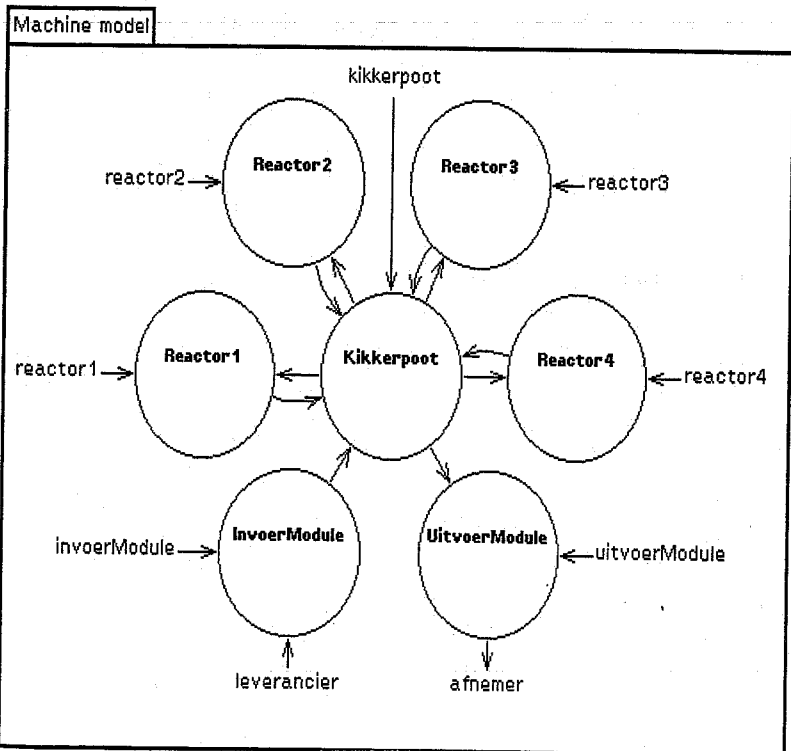 Machine model
kikkerpoot
Reactor2
Reactor3
reactor2
reactor3
Reactor1
Kikkerpoot
Reactor4
reactor1
reactor4
InvoerModule
UitvoerModule
invoerModule
uitvoerModule
leverancier
afnemer